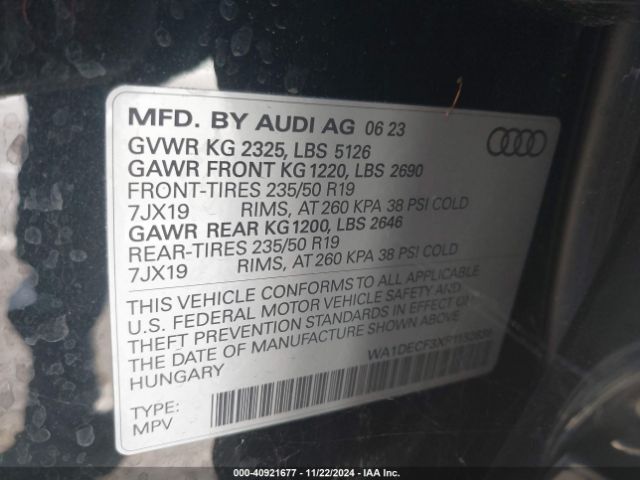 MFD. BY AUDI AG 06 23
GVWR KG 2325, LBS 5126
GAWR FRONT KG 1220, LBS 2690
FRONT-TIRES 235/50 R19
7JX19 RIMS, AT 260 KPA 38 PSI COLD
GAWR REAR KG 1200, LBS 2646
REAR-TIRES 235/50 R19
7JX19 RIMS, AT 260 KPA 38 PSI COLD
THIS VEHICLE CONFORMS TO ALL APPLICABLE
U.S. FEDERAL MOTOR VEHICLE SAFETY AND
THEFT PREVENTION STANDARDS IN EFFECT ON
THE DATE OF MANUFACTURE SHOWN ABOVE
HUNGARY
TYPE:
MPV
000-40921677 - 11/22/2024 - IAA Inc.